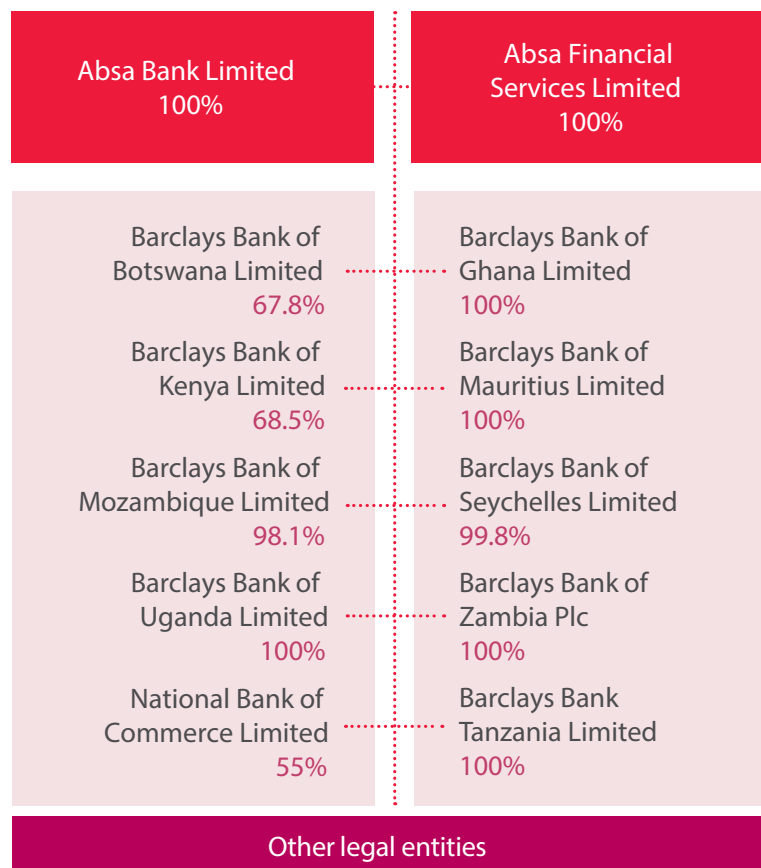 Absa Bank Limited
100%
Absa Financial
Services Limited
100%
Barclays Bank of
Botswana Limited
67.8%
Barclays Bank of
Ghana Limited
100%
Barclays Bank of
Kenya Limited
68.5%
Barclays Bank of
Mauritius Limited
100%
Barclays Bank of
Mozambique Limited
98.1%
Barclays Bank of
Seychelles Limited
99.8%
Barclays Bank of
Uganda Limited
100%
Barclays Bank of
Zambia Plc
100%
National Bank of
Commerce Limited
55%
Barclays Bank
Tanzania Limited
100%
Other legal entities